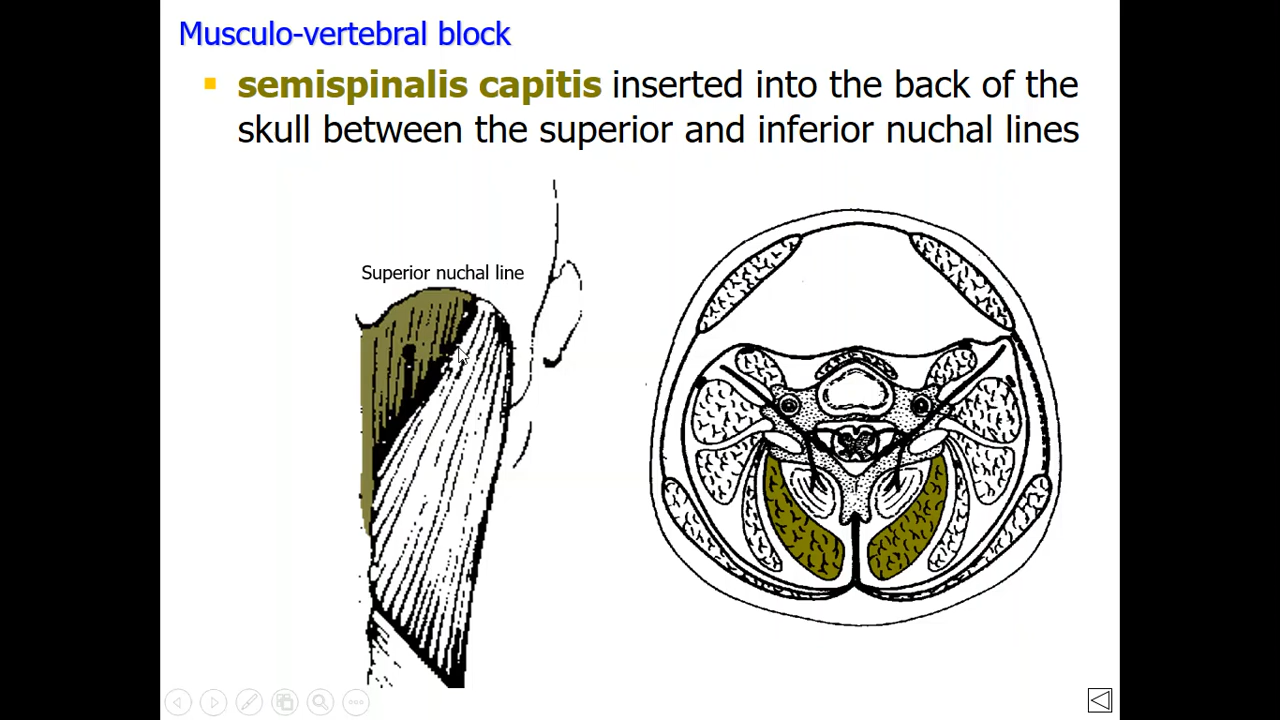 Musculo-vertebral block
semispinalis capitis inserted into the back of the
skull between the superior and inferior nuchal lines
Superior nuchal line